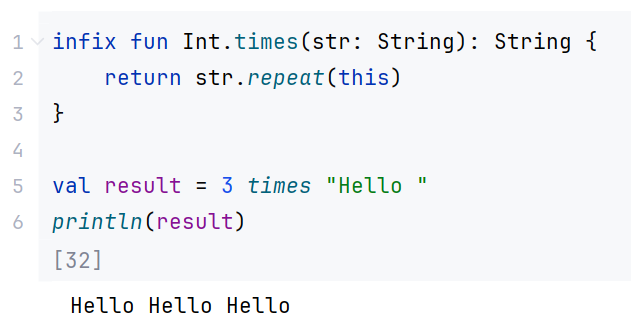 1 infix fun Int.times(str: String): String {
2     return str.repeat(this)
3 }
4
5 val result = 3 times "Hello "
6 println(result)
[32]
Hello Hello Hello